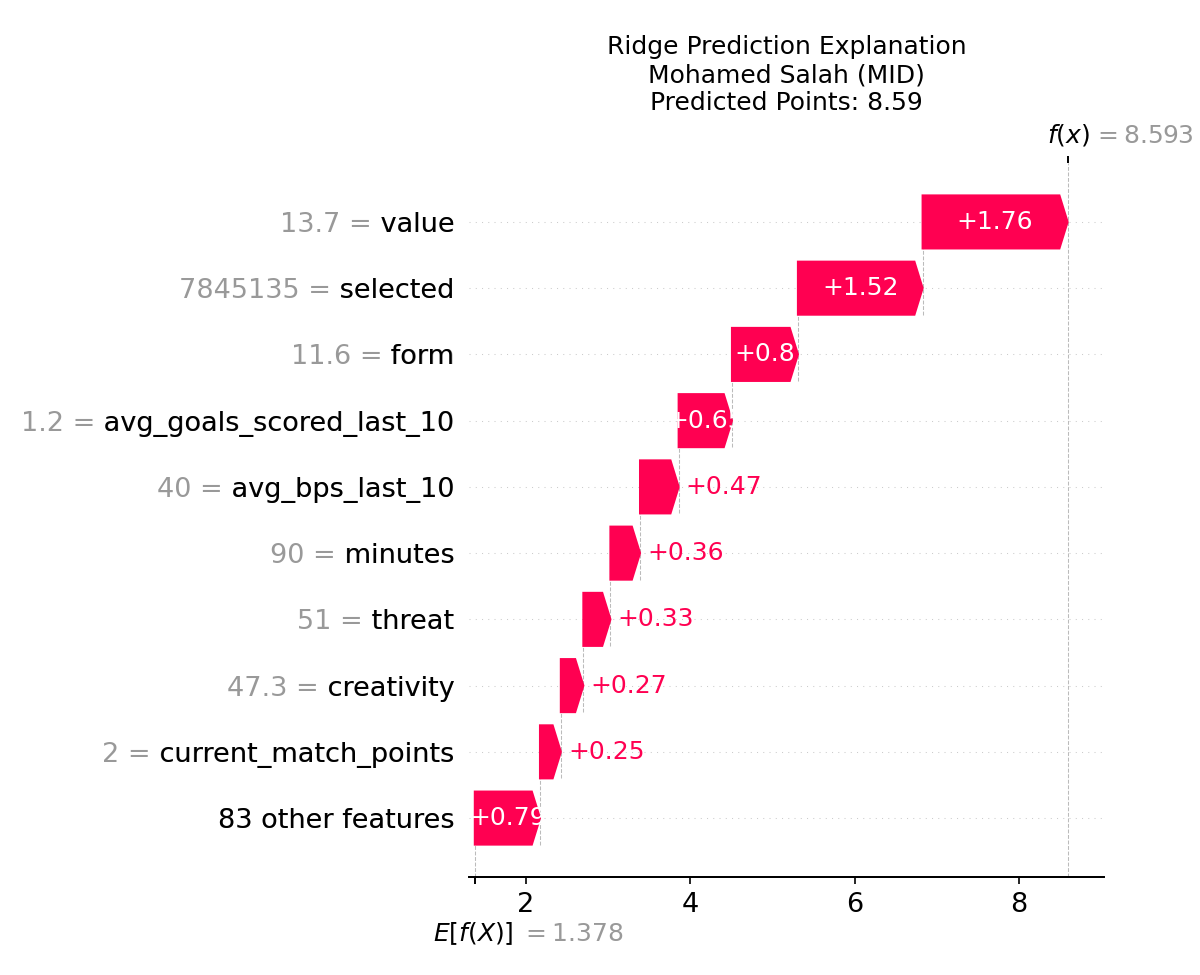 Ridge Prediction Explanation
Mohamed Salah (MID)
Predicted Points: 8.59
f(x) = 8.593
13.7 = value
+1.76
7845135 = selected
+1.52
11.6 = form
+0.8
1.2 = avg_goals_scored_last_10
40 = avg_bps_last_10
+0.47
90 = minutes
+0.36
51 = threat
+0.33
47.3 = creativity
+0.27
2 = current_match_points
+0.25
83 other features
+0.79
2 4 6 8
E[f(X)] = 1.378